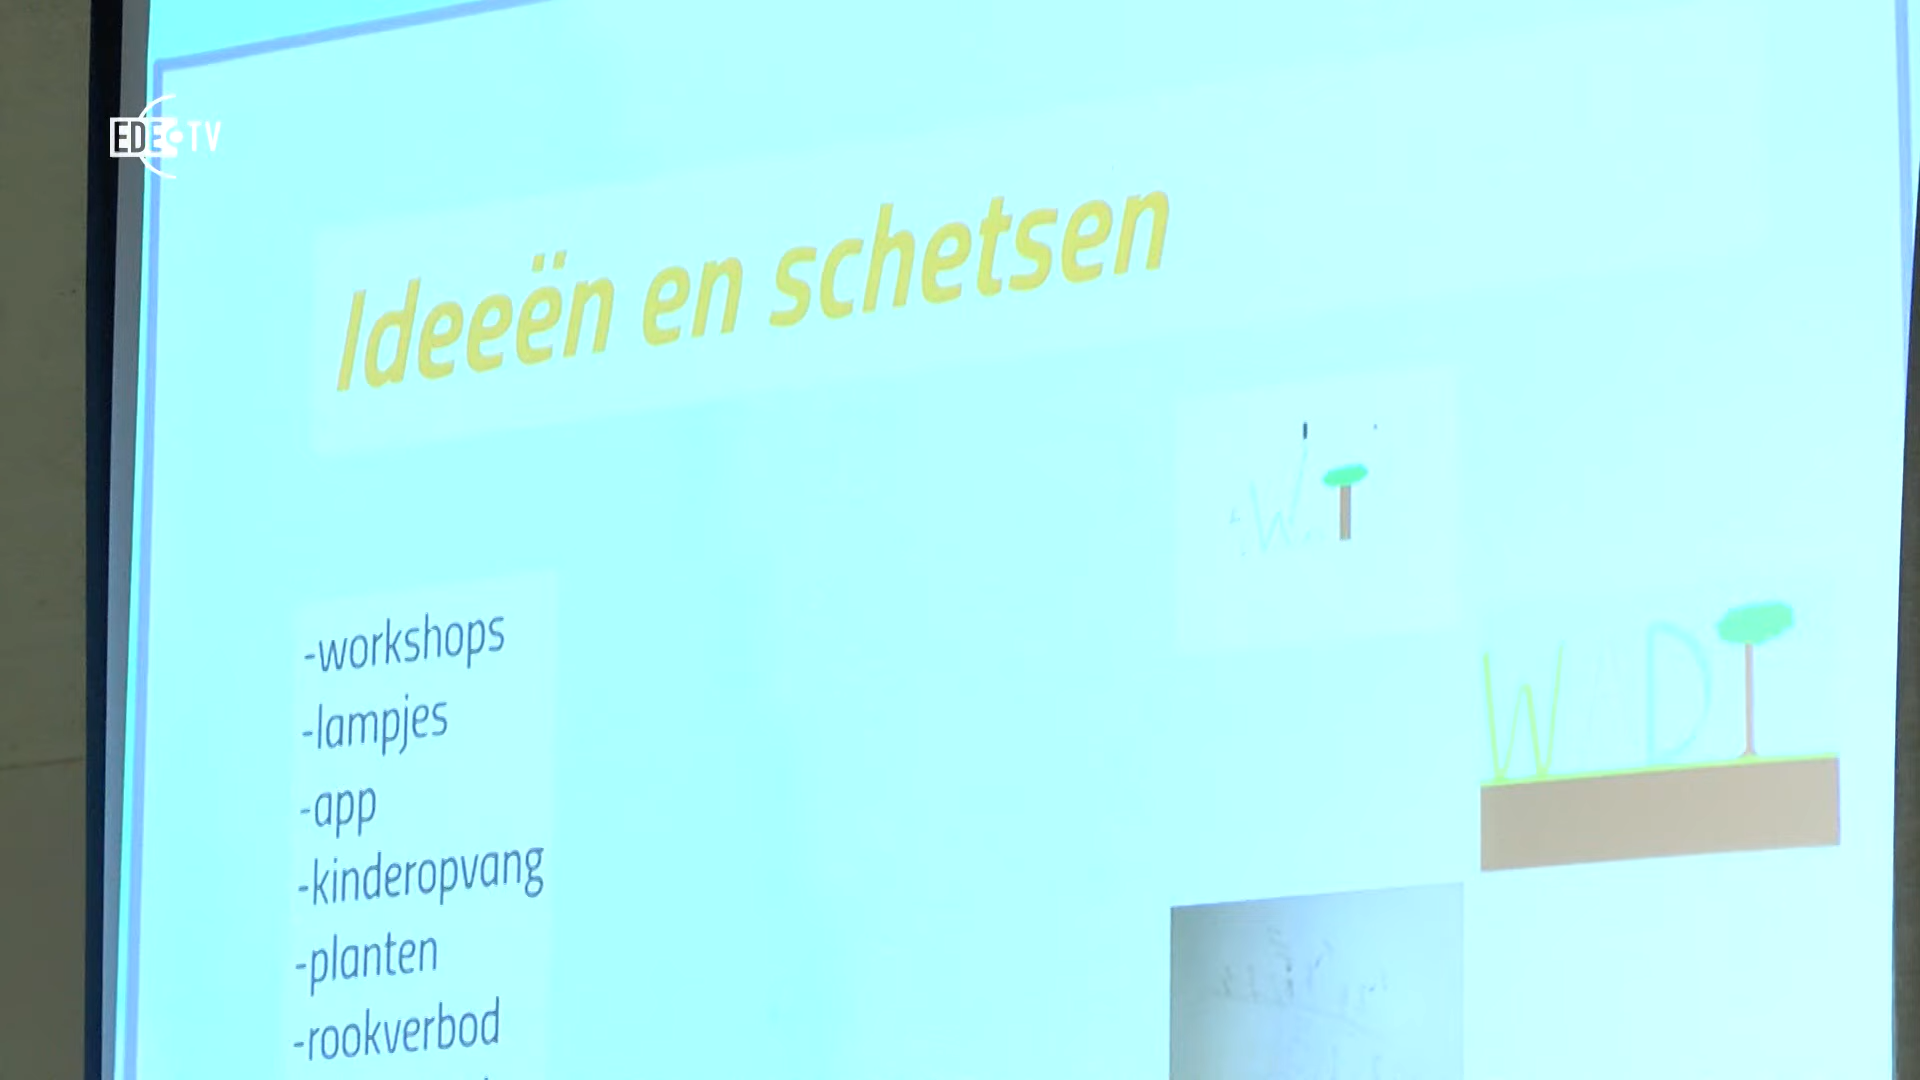 EDE TV
Ideeën en schetsen
-workshops
-lampjes
-app
-kinderopvang
-planten
-rookverbod
W.T
W D T